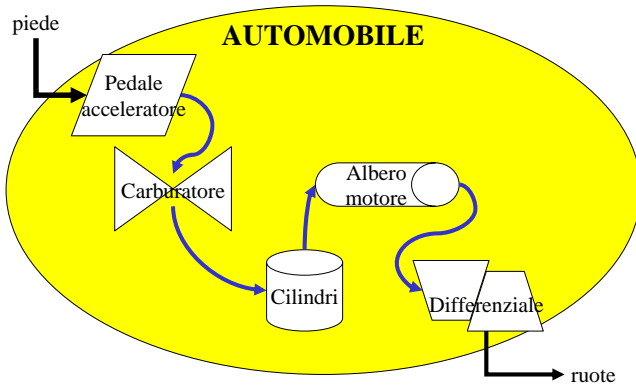 piede
AUTOMOBILE
Pedale
acceleratore
Carburatore
Albero
motore
Cilindri
Differenziale
ruote